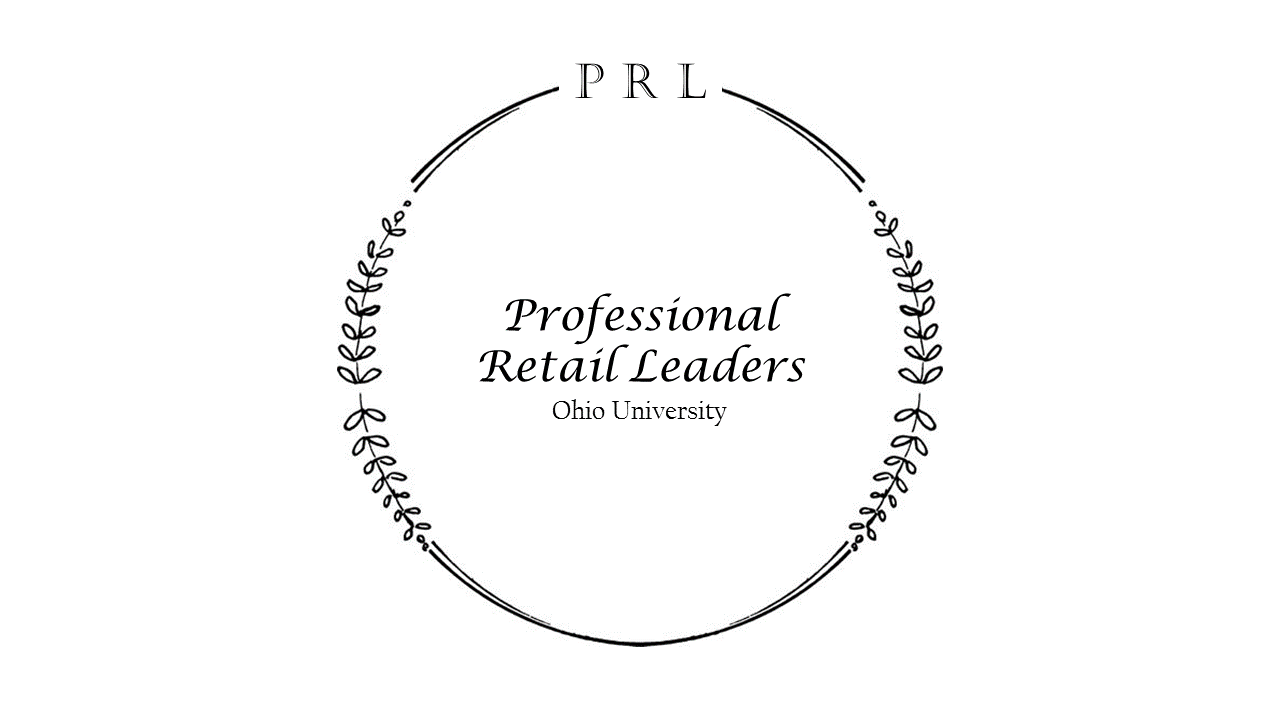 P R L
Professional
Retail Leaders
Ohio University